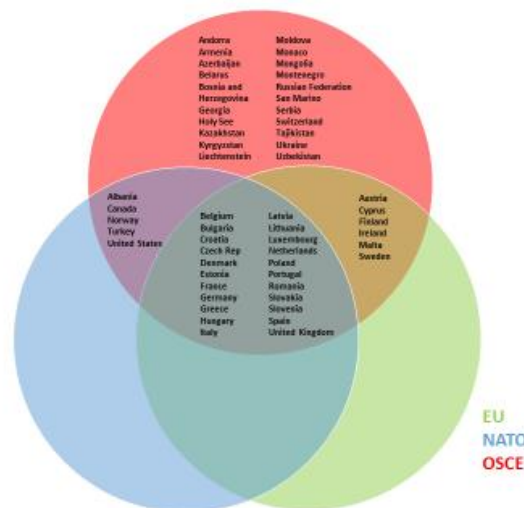 Andorra
Armenia
Azerbaijan
Belarus
Bosnia and
Herzegovina
Georgia
Holy See
Kazakhstan
Kyrgyzstan
Liechtenstein
Moldova
Monaco
Mongolia
Montenegro
Russian Federation
San Marino
Serbia
Switzerland
Tajikistan
Ukraine
Uzbekistan
Albania
Canada
Norway
Turkey
United States
Belgium
Bulgaria
Croatia
Czech Rep
Denmark
Estonia
France
Germany
Greece
Hungary
Italy
Latvia
Lithuania
Luxembourg
Netherlands
Poland
Portugal
Romania
Slovakia
Slovenia
Spain
United Kingdom
Austria
Cyprus
Finland
Ireland
Malta
Sweden
EU
NATO
OSCE